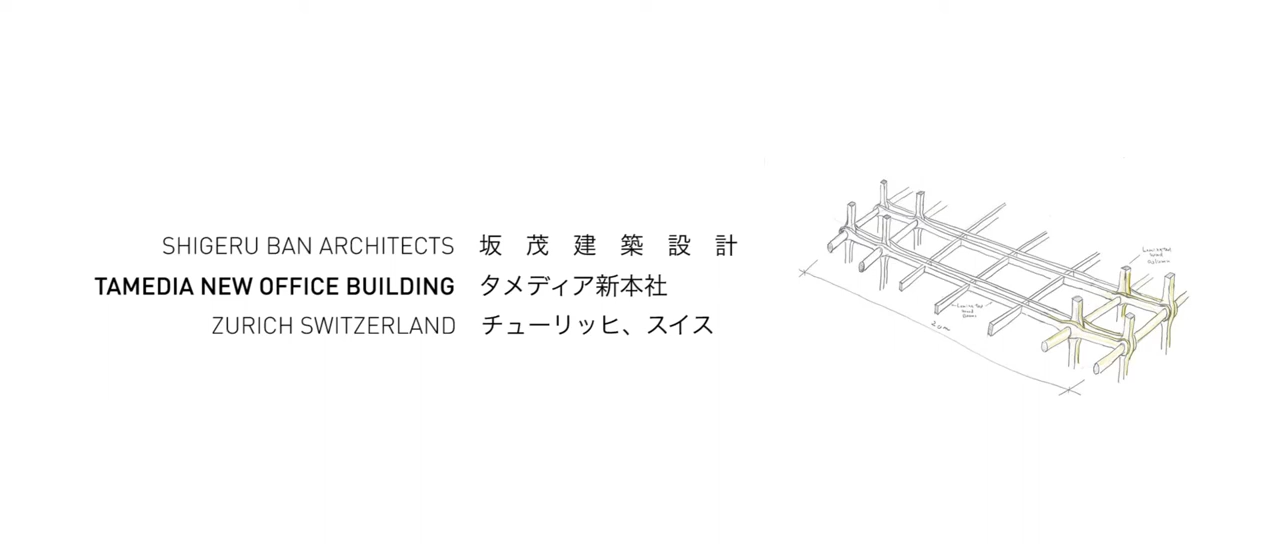 SHIGERU BAN ARCHITECTS 坂茂建築設計
TAMEDIA NEW OFFICE BUILDING タメディア新本社
ZURICH SWITZERLAND チューリッヒ、スイス
20m